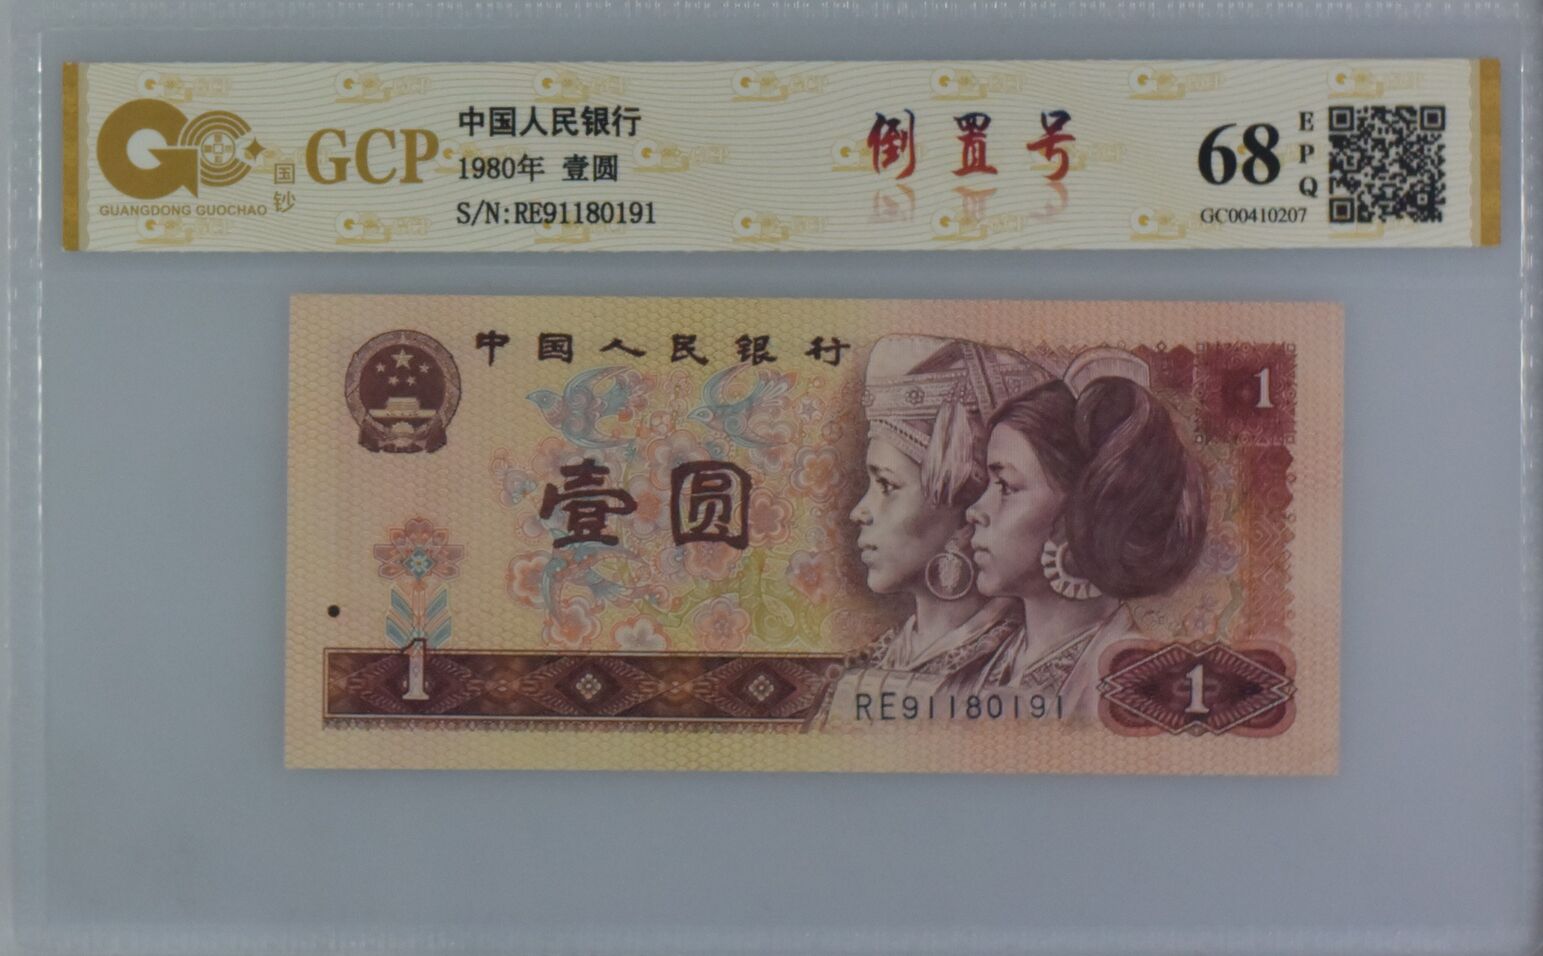 GCP
国钞
GUANGDONG GUOCHAO
中国人民银行
1980年 壹圆
S/N:RE91180191
倒置号
68
EPQ
GC00410207
中国人民银行
1
壹圆
1
RE91180191
1